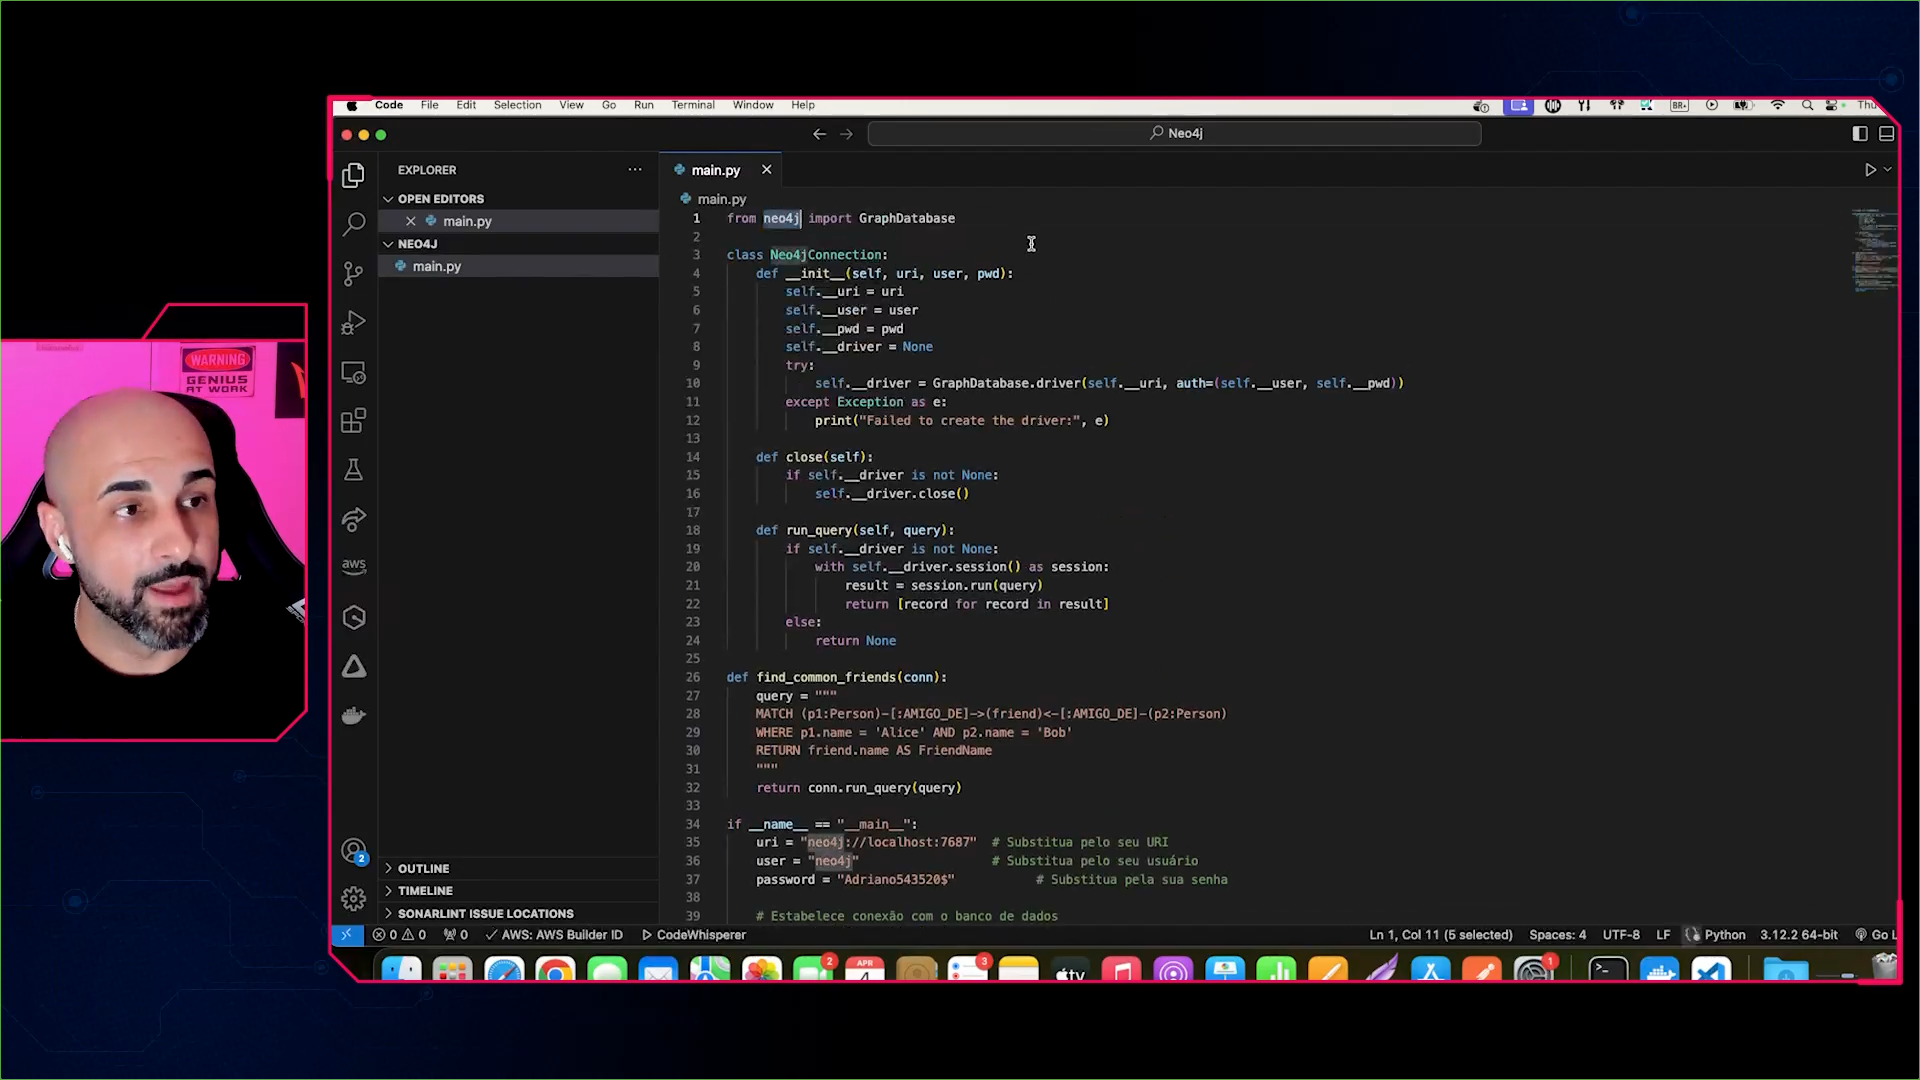 Code File Edit Selection View Go Run Terminal Window Help
BR
Thu
Neo4j
EXPLORER
main.py
OPEN EDITORS
main.py
main.py
NEO4J
main.py
1 from neo4j import GraphDatabase
2
3 class Neo4jConnection:
4 def __init__(self, uri, user, pwd):
5 self.__uri = uri
6 self.__user = user
7 self.__pwd = pwd
8 self.__driver = None
9 try:
10 self.__driver = GraphDatabase.driver(self.__uri, auth=(self.__user, self.__pwd))
11 except Exception as e:
12 print("Failed to create the driver:", e)
13
14 def close(self):
15 if self.__driver is not None:
16 self.__driver.close()
17
18 def run_query(self, query):
19 if self.__driver is not None:
20 with self.__driver.session() as session:
21 result = session.run(query)
22 return [record for record in result]
23 else:
24 return None
25
26 def find_common_friends(conn):
27 query = """
28 MATCH (p1:Person)-[:AMIGO_DE]->(friend)<-[:AMIGO_DE]-(p2:Person)
29 WHERE p1.name = 'Alice' AND p2.name = 'Bob'
30 RETURN friend.name AS FriendName
31 """
32 return conn.run_query(query)
33
34 if __name__ == "__main__":
35 uri = "neo4j://localhost:7687" # Substitua pelo seu URI
36 user = "neo4j" # Substitua pelo seu usuário
37 password = "Adriano543520$" # Substitua pela sua senha
38
39 # Estabelece conexão com o banco de dados
aws
2
OUTLINE
TIMELINE
SONARLINT ISSUE LOCATIONS
0 0 0 AWS: AWS Builder ID CodeWhisperer
Ln 1, Col 11 (5 selected) Spaces: 4 UTF-8 LF Python 3.12.2 64-bit Go L
2
APR
4
3
tv
1
WARNING
GENIUS
AT WORK